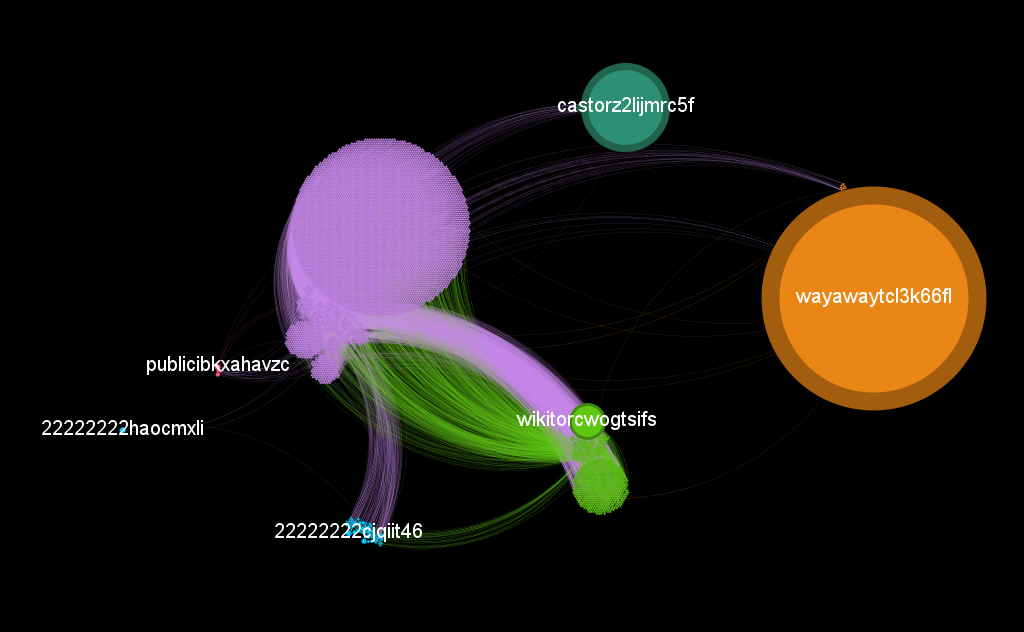 castorz2lijmrc5f
wayawaytcl3k66fl
publicibkxahavzc
wikitorcwogtsifs
22222222haocmxli
22222222cjqiit46